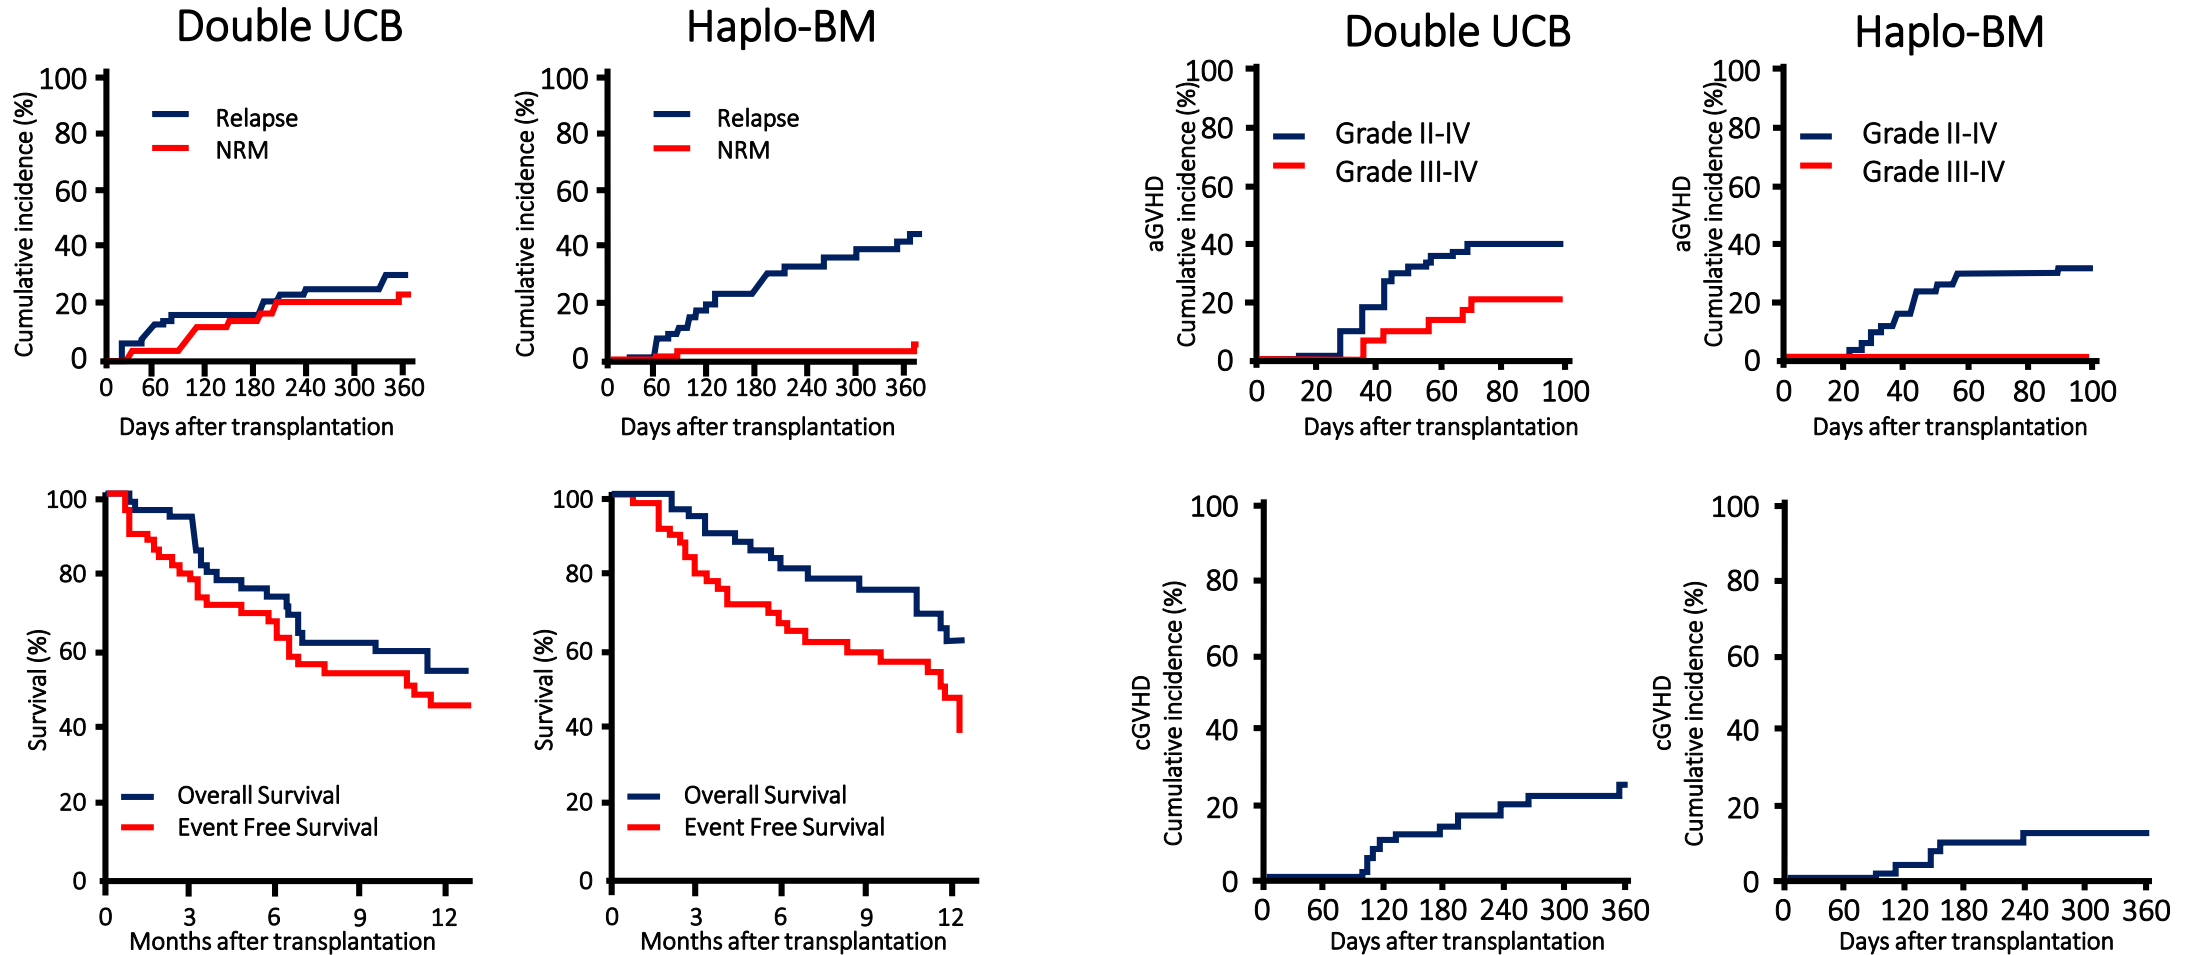 Double UCB
100
80
60
40
20
0
Cumulative incidence (%)
Relapse
NRM
0 60 120 180 240 300 360
Days after transplantation
Haplo-BM
100
80
60
40
20
0
Cumulative incidence (%)
Relapse
NRM
0 60 120 180 240 300 360
Days after transplantation
Double UCB
100
80
60
40
20
0
aGVHD
Cumulative incidence (%)
Grade II-IV
Grade III-IV
0 20 40 60 80 100
Days after transplantation
Haplo-BM
100
80
60
40
20
0
aGVHD
Cumulative incidence (%)
Grade II-IV
Grade III-IV
0 20 40 60 80 100
Days after transplantation
100
80
60
40
20
0
Survival (%)
Overall Survival
Event Free Survival
0 3 6 9 12
Months after transplantation
100
80
60
40
20
0
Survival (%)
Overall Survival
Event Free Survival
0 3 6 9 12
Months after transplantation
100
80
60
40
20
0
cGVHD
Cumulative incidence (%)
0 60 120 180 240 300 360
Days after transplantation
100
80
60
40
20
0
cGVHD
Cumulative incidence (%)
0 60 120 180 240 300 360
Days after transplantation